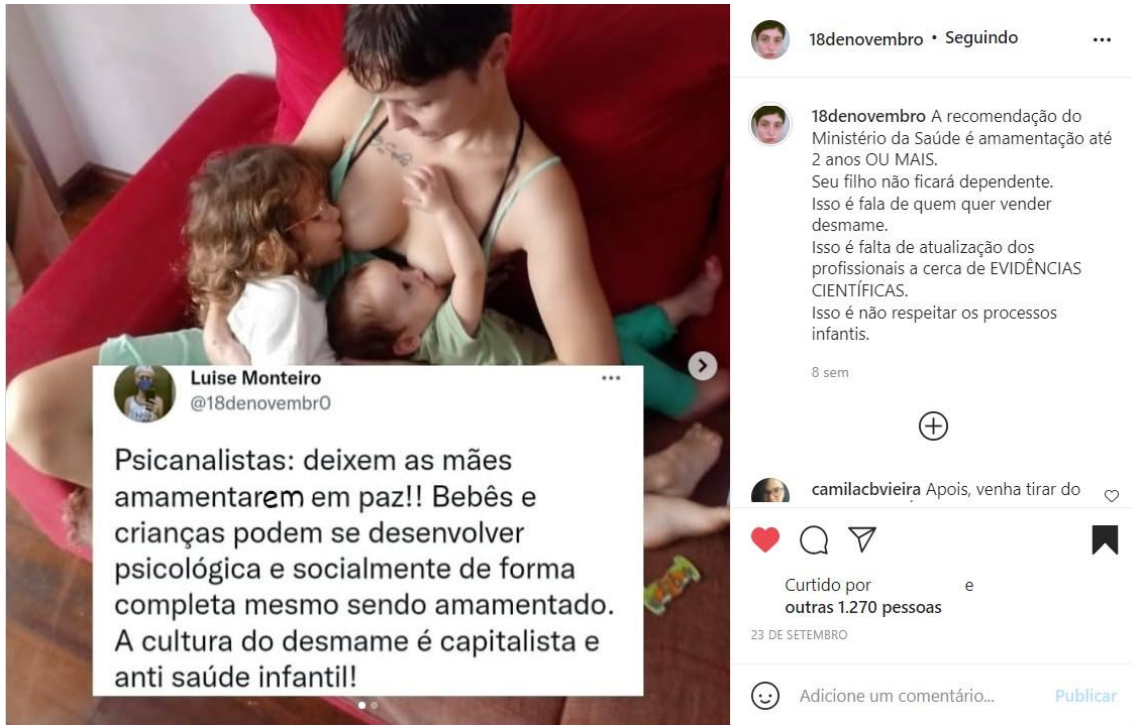 18denovembro • Seguindo
18denovembro A recomendação do
Ministério da Saúde é amamentação até
2 anos OU MAIS.
Seu filho não ficará dependente.
Isso é fala de quem quer vender
desmame.
Isso é falta de atualização dos
profissionais a cerca de EVIDÊNCIAS
CIENTÍFICAS.
Isso é não respeitar os processos
infantis.
8 sem
camilacbvieira Apois, venha tirar do
Curtido por e
outras 1.270 pessoas
23 DE SETEMBRO
Adicione um comentário... Publicar
Luise Monteiro
@18denovembr0
Psicanalistas: deixem as mães
amamentarem em paz!! Bebês e
crianças podem se desenvolver
psicológica e socialmente de forma
completa mesmo sendo amamentado.
A cultura do desmame é capitalista e
anti saúde infantil!